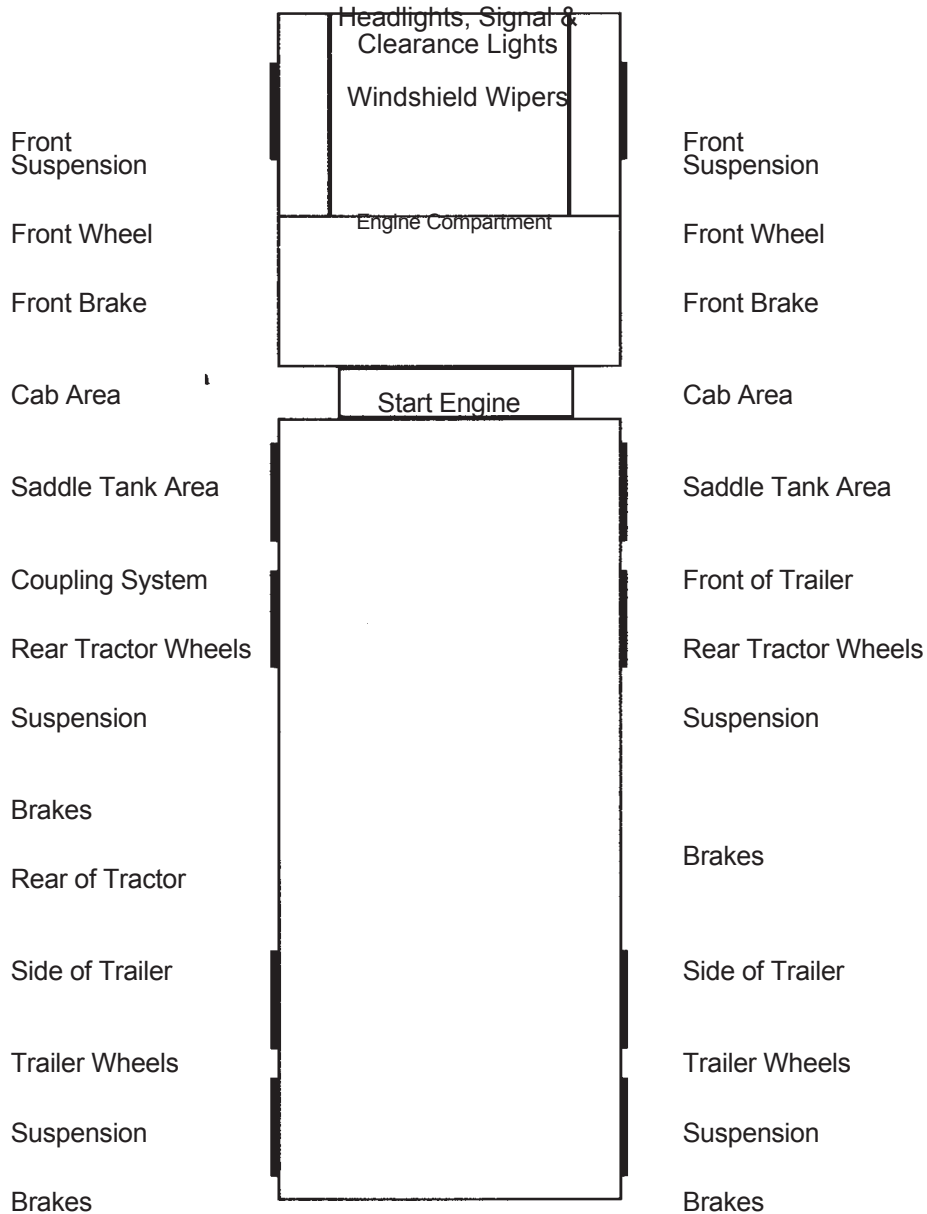 Headlights, Signal &
Clearance Lights
Windshield Wipers
Engine Compartment
Start Engine
Front
Suspension
Front Wheel
Front Brake
Cab Area
Saddle Tank Area
Coupling System
Rear Tractor Wheels
Suspension
Brakes
Rear of Tractor
Side of Trailer
Trailer Wheels
Suspension
Brakes
Front
Suspension
Front Wheel
Front Brake
Cab Area
Saddle Tank Area
Front of Trailer
Rear Tractor Wheels
Suspension
Brakes
Side of Trailer
Trailer Wheels
Suspension
Brakes